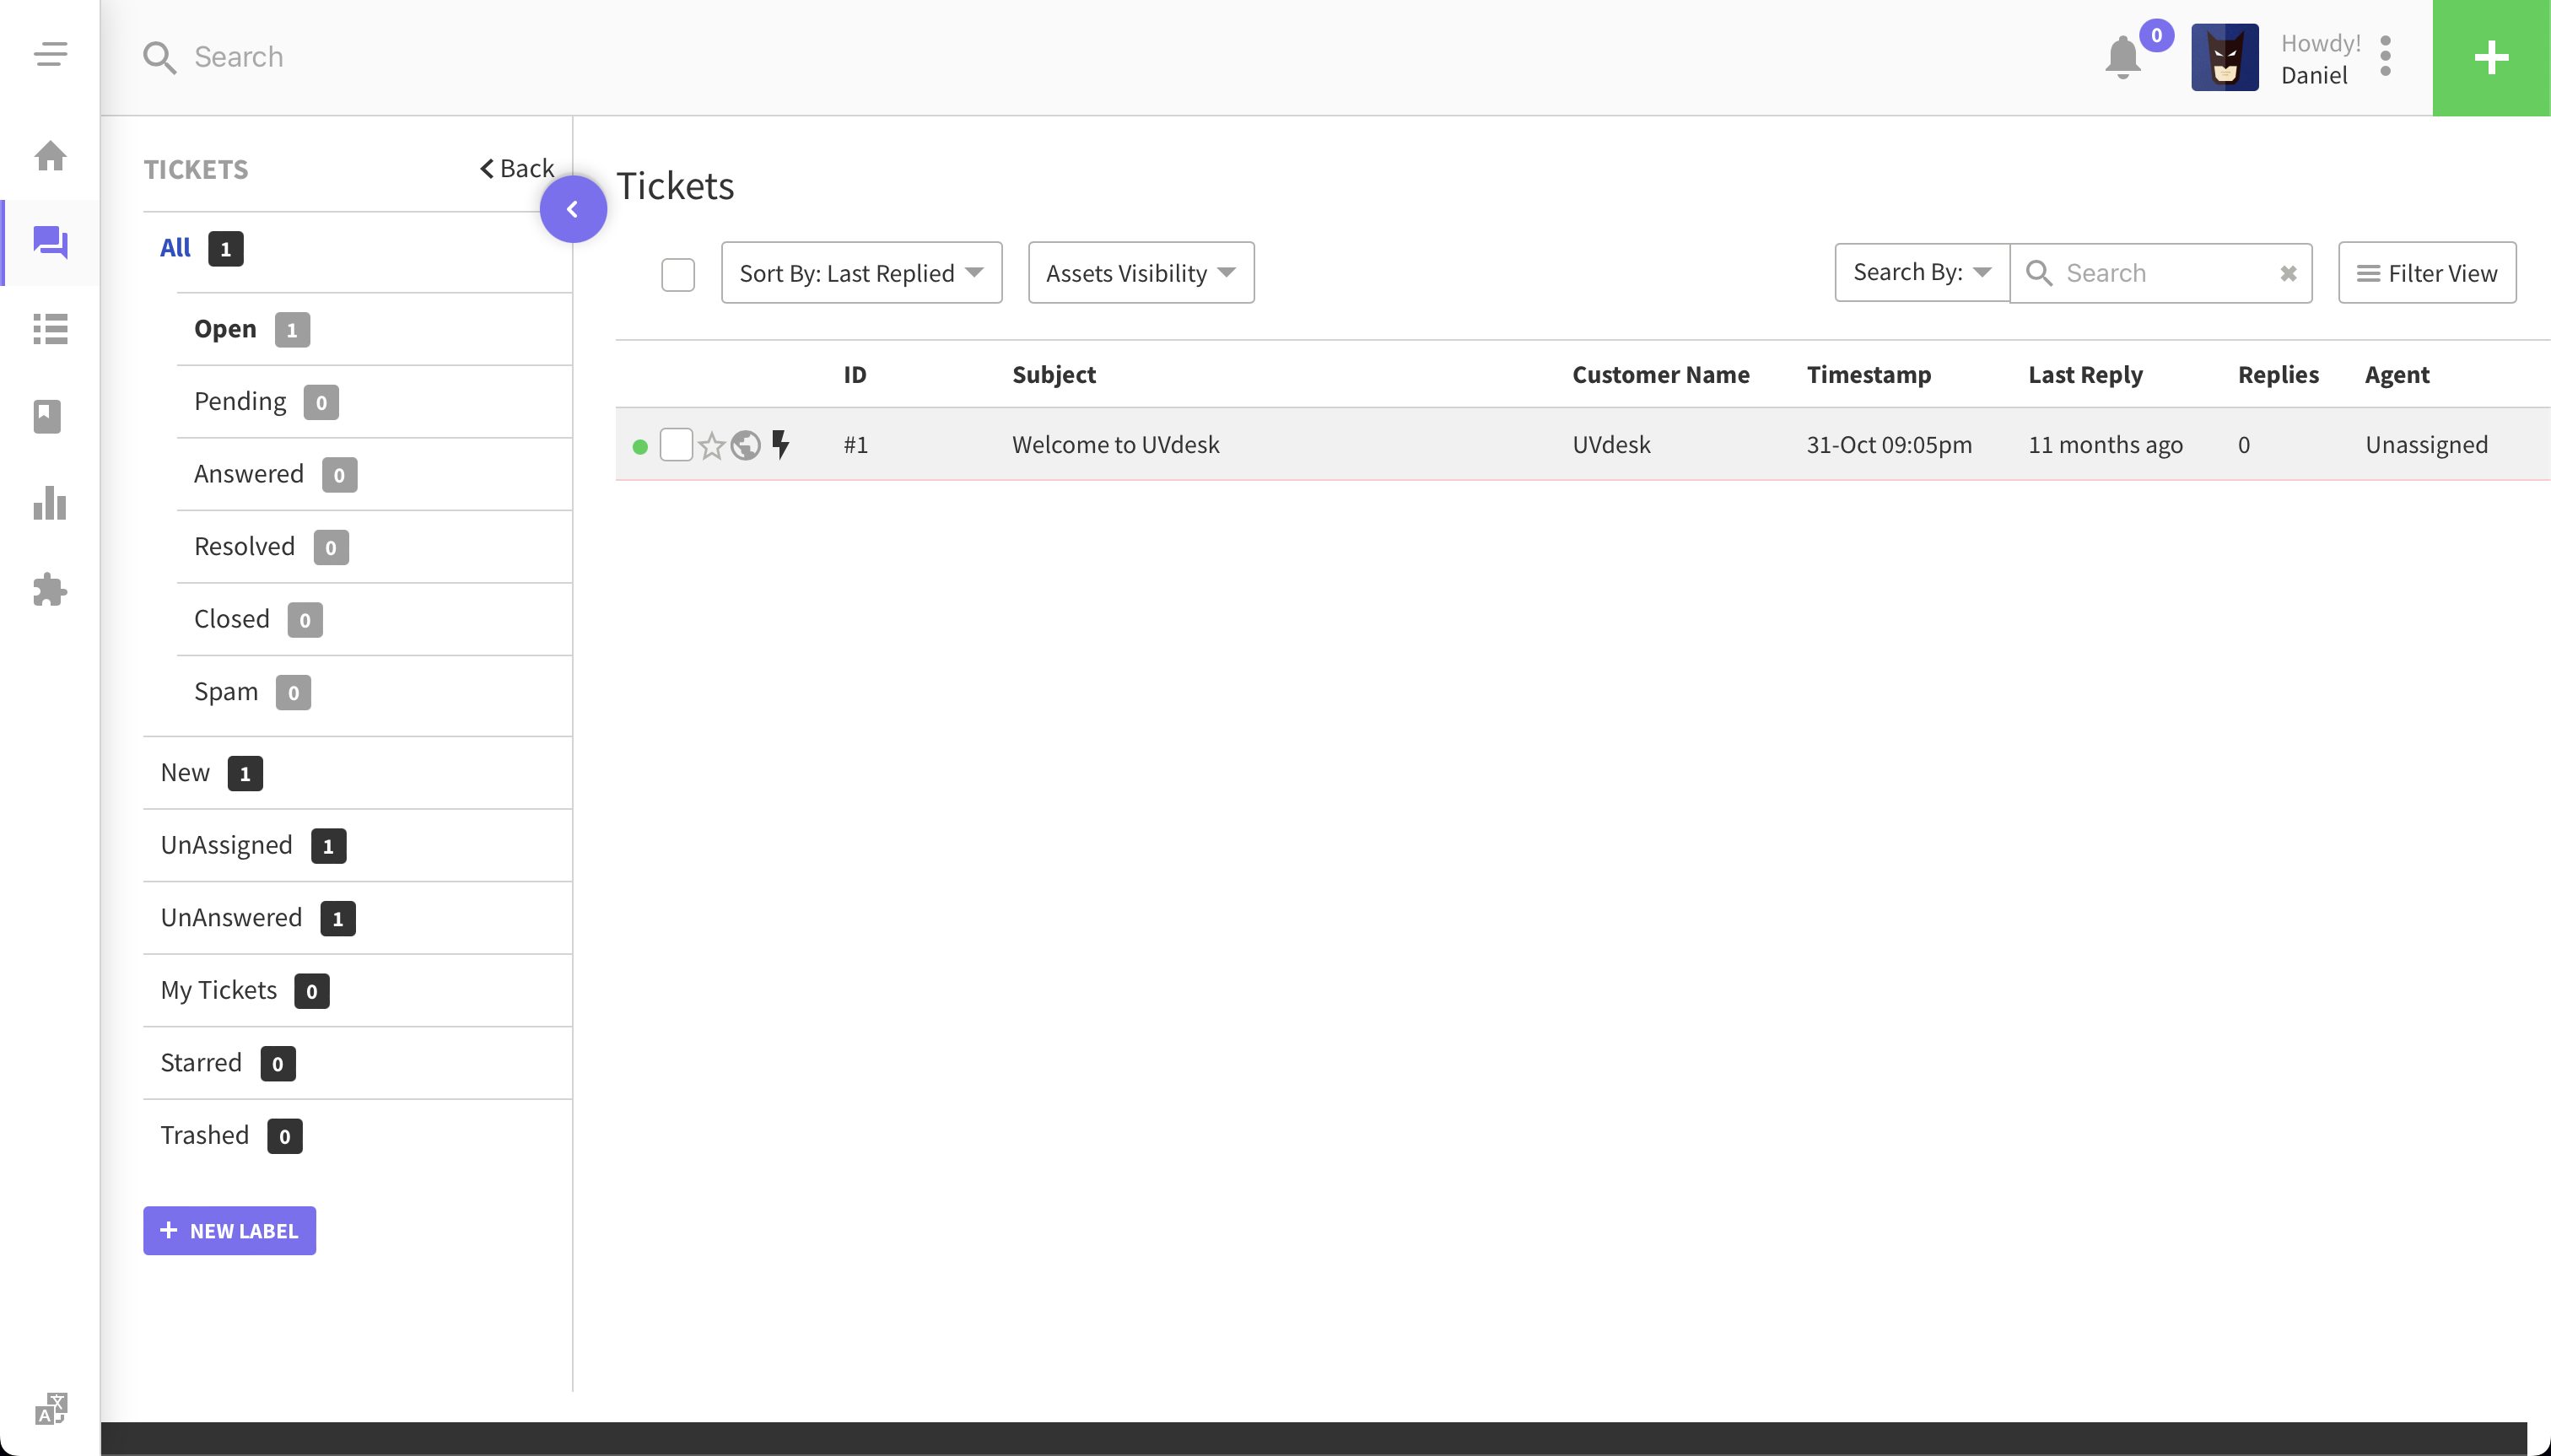 Search
0
Howdy!
Daniel
TICKETS
Back
All 1
Open 1
Pending 0
Answered 0
Resolved 0
Closed 0
Spam 0
New 1
UnAssigned 1
UnAnswered 1
My Tickets 0
Starred 0
Trashed 0
+ NEW LABEL
Tickets
Sort By: Last Replied Assets Visibility Search By: Search Filter View
ID Subject Customer Name Timestamp Last Reply Replies Agent
#1 Welcome to UVdesk UVdesk 31-Oct 09:05pm 11 months ago 0 Unassigned
A 文